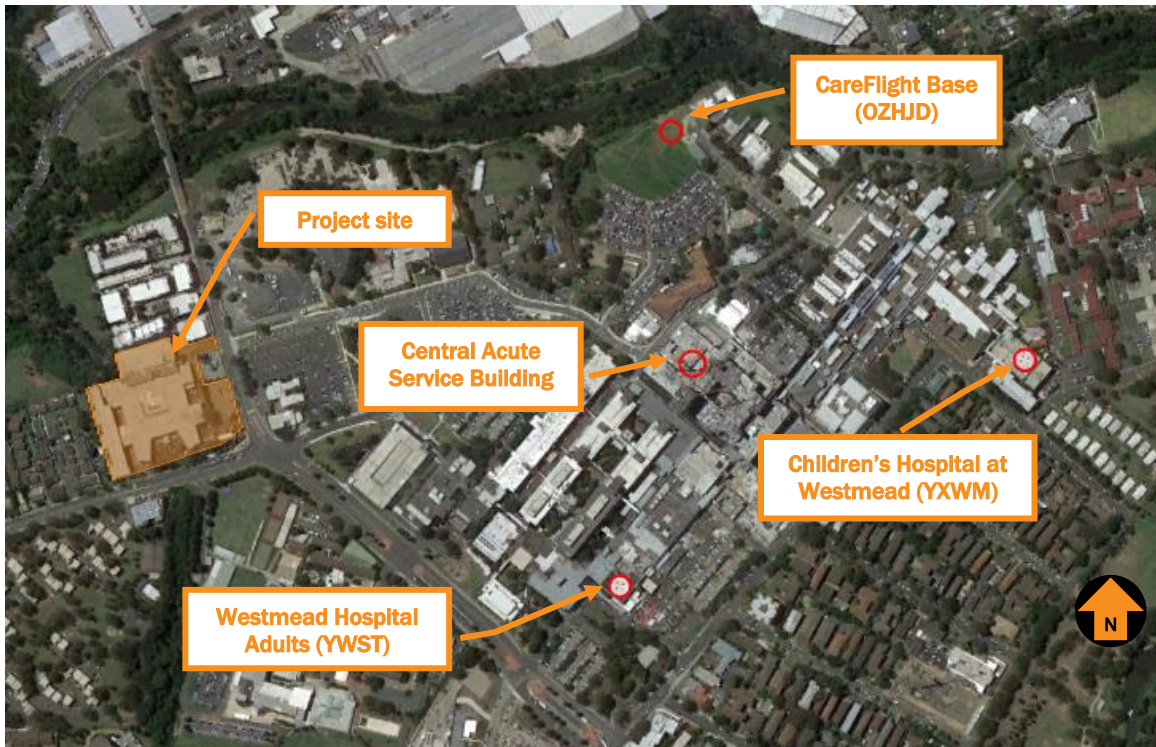 CareFlight Base
(OZHJD)
Project site
Central Acute
Service Building
Children's Hospital at
Westmead (YXWM)
Westmead Hospital
Adults (YWST)
N